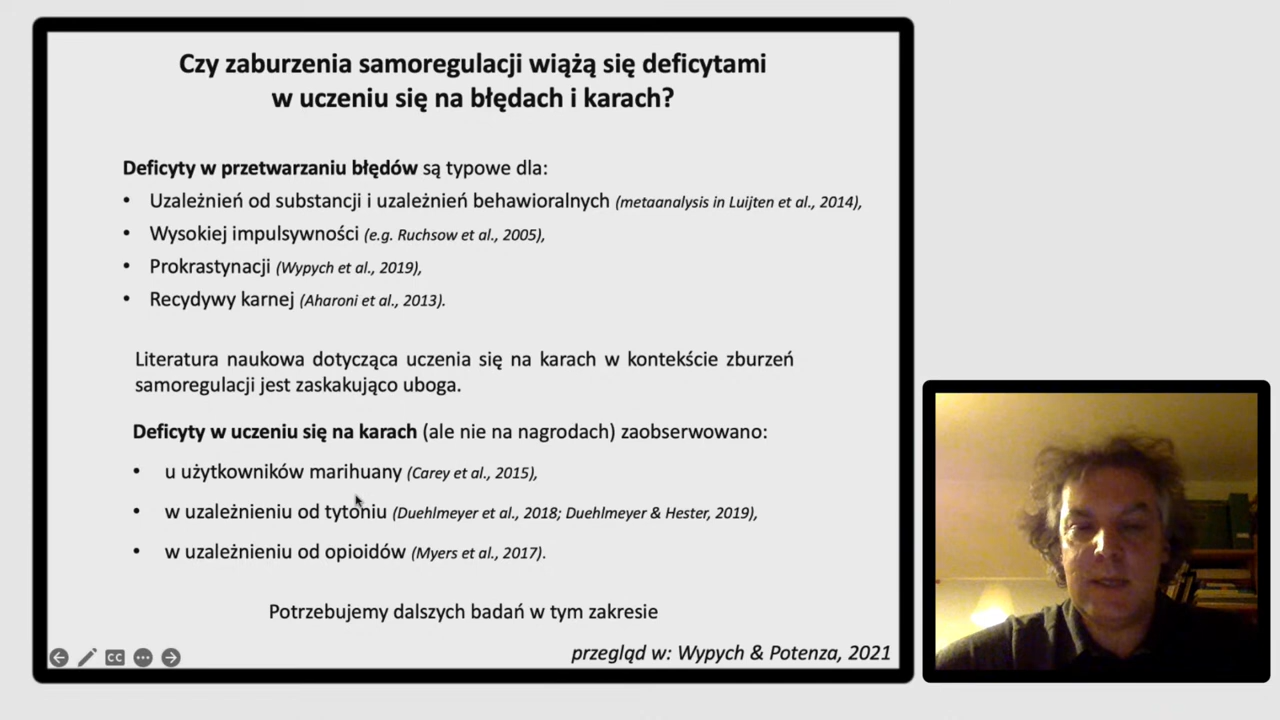 Czy zaburzenia samoregulacji wiążą się deficytami
w uczeniu się na błędach i karach?
Deficyty w przetwarzaniu błędów są typowe dla:
• Uzależnień od substancji i uzależnień behawioralnych (metaanalysis in Luijten et al., 2014),
• Wysokiej impulsywności (e.g. Ruchsow et al., 2005),
• Prokrastynacji (Wypych et al., 2019),
• Recydywy karnej (Aharoni et al., 2013).
Literatura naukowa dotycząca uczenia się na karach w kontekście zburzeń
samoregulacji jest zaskakująco uboga.
Deficyty w uczeniu się na karach (ale nie na nagrodach) zaobserwowano:
• u użytkowników marihuany (Carey et al., 2015),
• w uzależnieniu od tytoniu (Duehlmeyer et al., 2018; Duehlmeyer & Hester, 2019),
• w uzależnieniu od opioidów (Myers et al., 2017).
Potrzebujemy dalszych badań w tym zakresie
CC
przegląd w: Wypych & Potenza, 2021